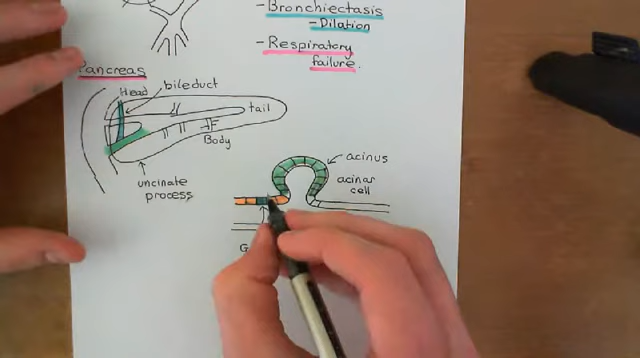 -Bronchiectasis
-Dilation
-Respiratory
failure.
Pancreas
Head
bileduct
tail
Body
uncinate
process
acinus
acinar
cell
G